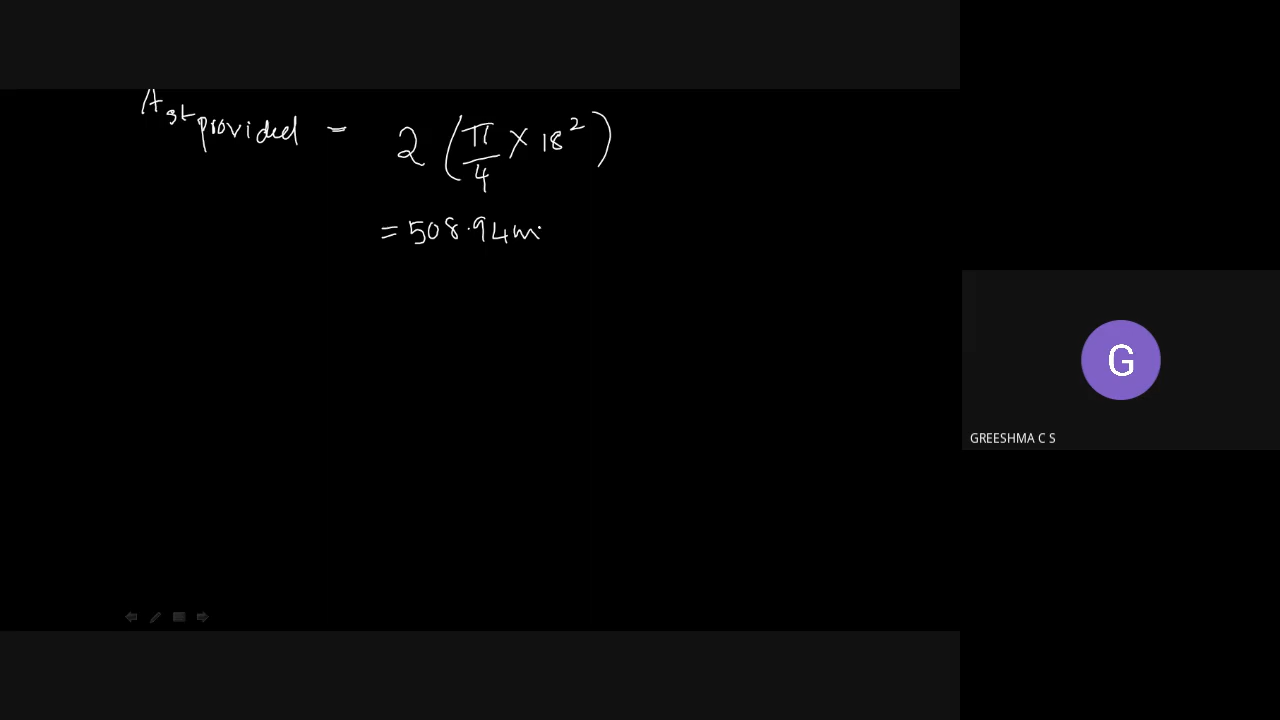 Ast provided = 2 (π/4 × 18²)
= 508.94m
G
GREESHMA C S